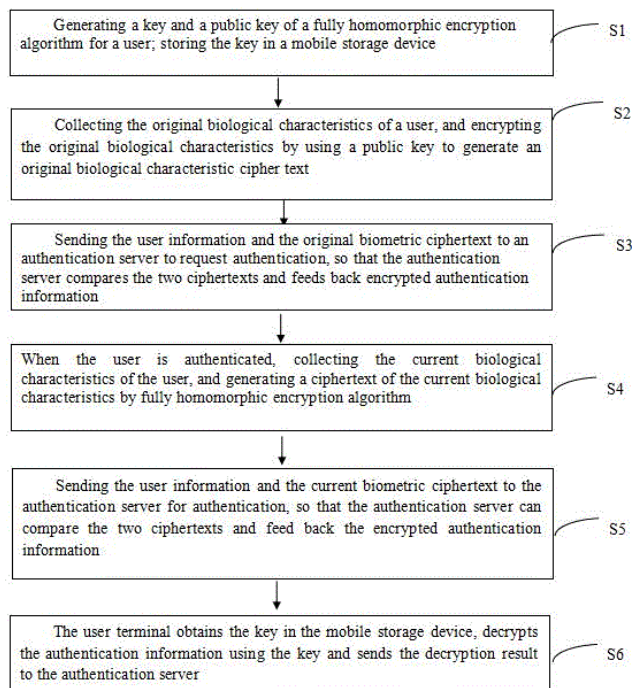 Generating a key and a public key of a fully homomorphic encryption
algorithm for a user; storing the key in a mobile storage device
S1
Collecting the original biological characteristics of a user, and encrypting
the original biological characteristics by using a public key to generate an
original biological characteristic cipher text
S2
Sending the user information and the original biometric ciphertext to an
authentication server to request authentication, so that the authentication
server compares the two ciphertexts and feeds back encrypted authentication
information
S3
When the user is authenticated, collecting the current biological
characteristics of the user, and generating a ciphertext of the current biological
characteristics by fully homomorphic encryption algorithm
S4
Sending the user information and the current biometric ciphertext to the
authentication server for authentication, so that the authentication server can
compare the two ciphertexts and feed back the encrypted authentication
information
S5
The user terminal obtains the key in the mobile storage device, decrypts
the authentication information using the key and sends the decryption result
to the authentication server
S6